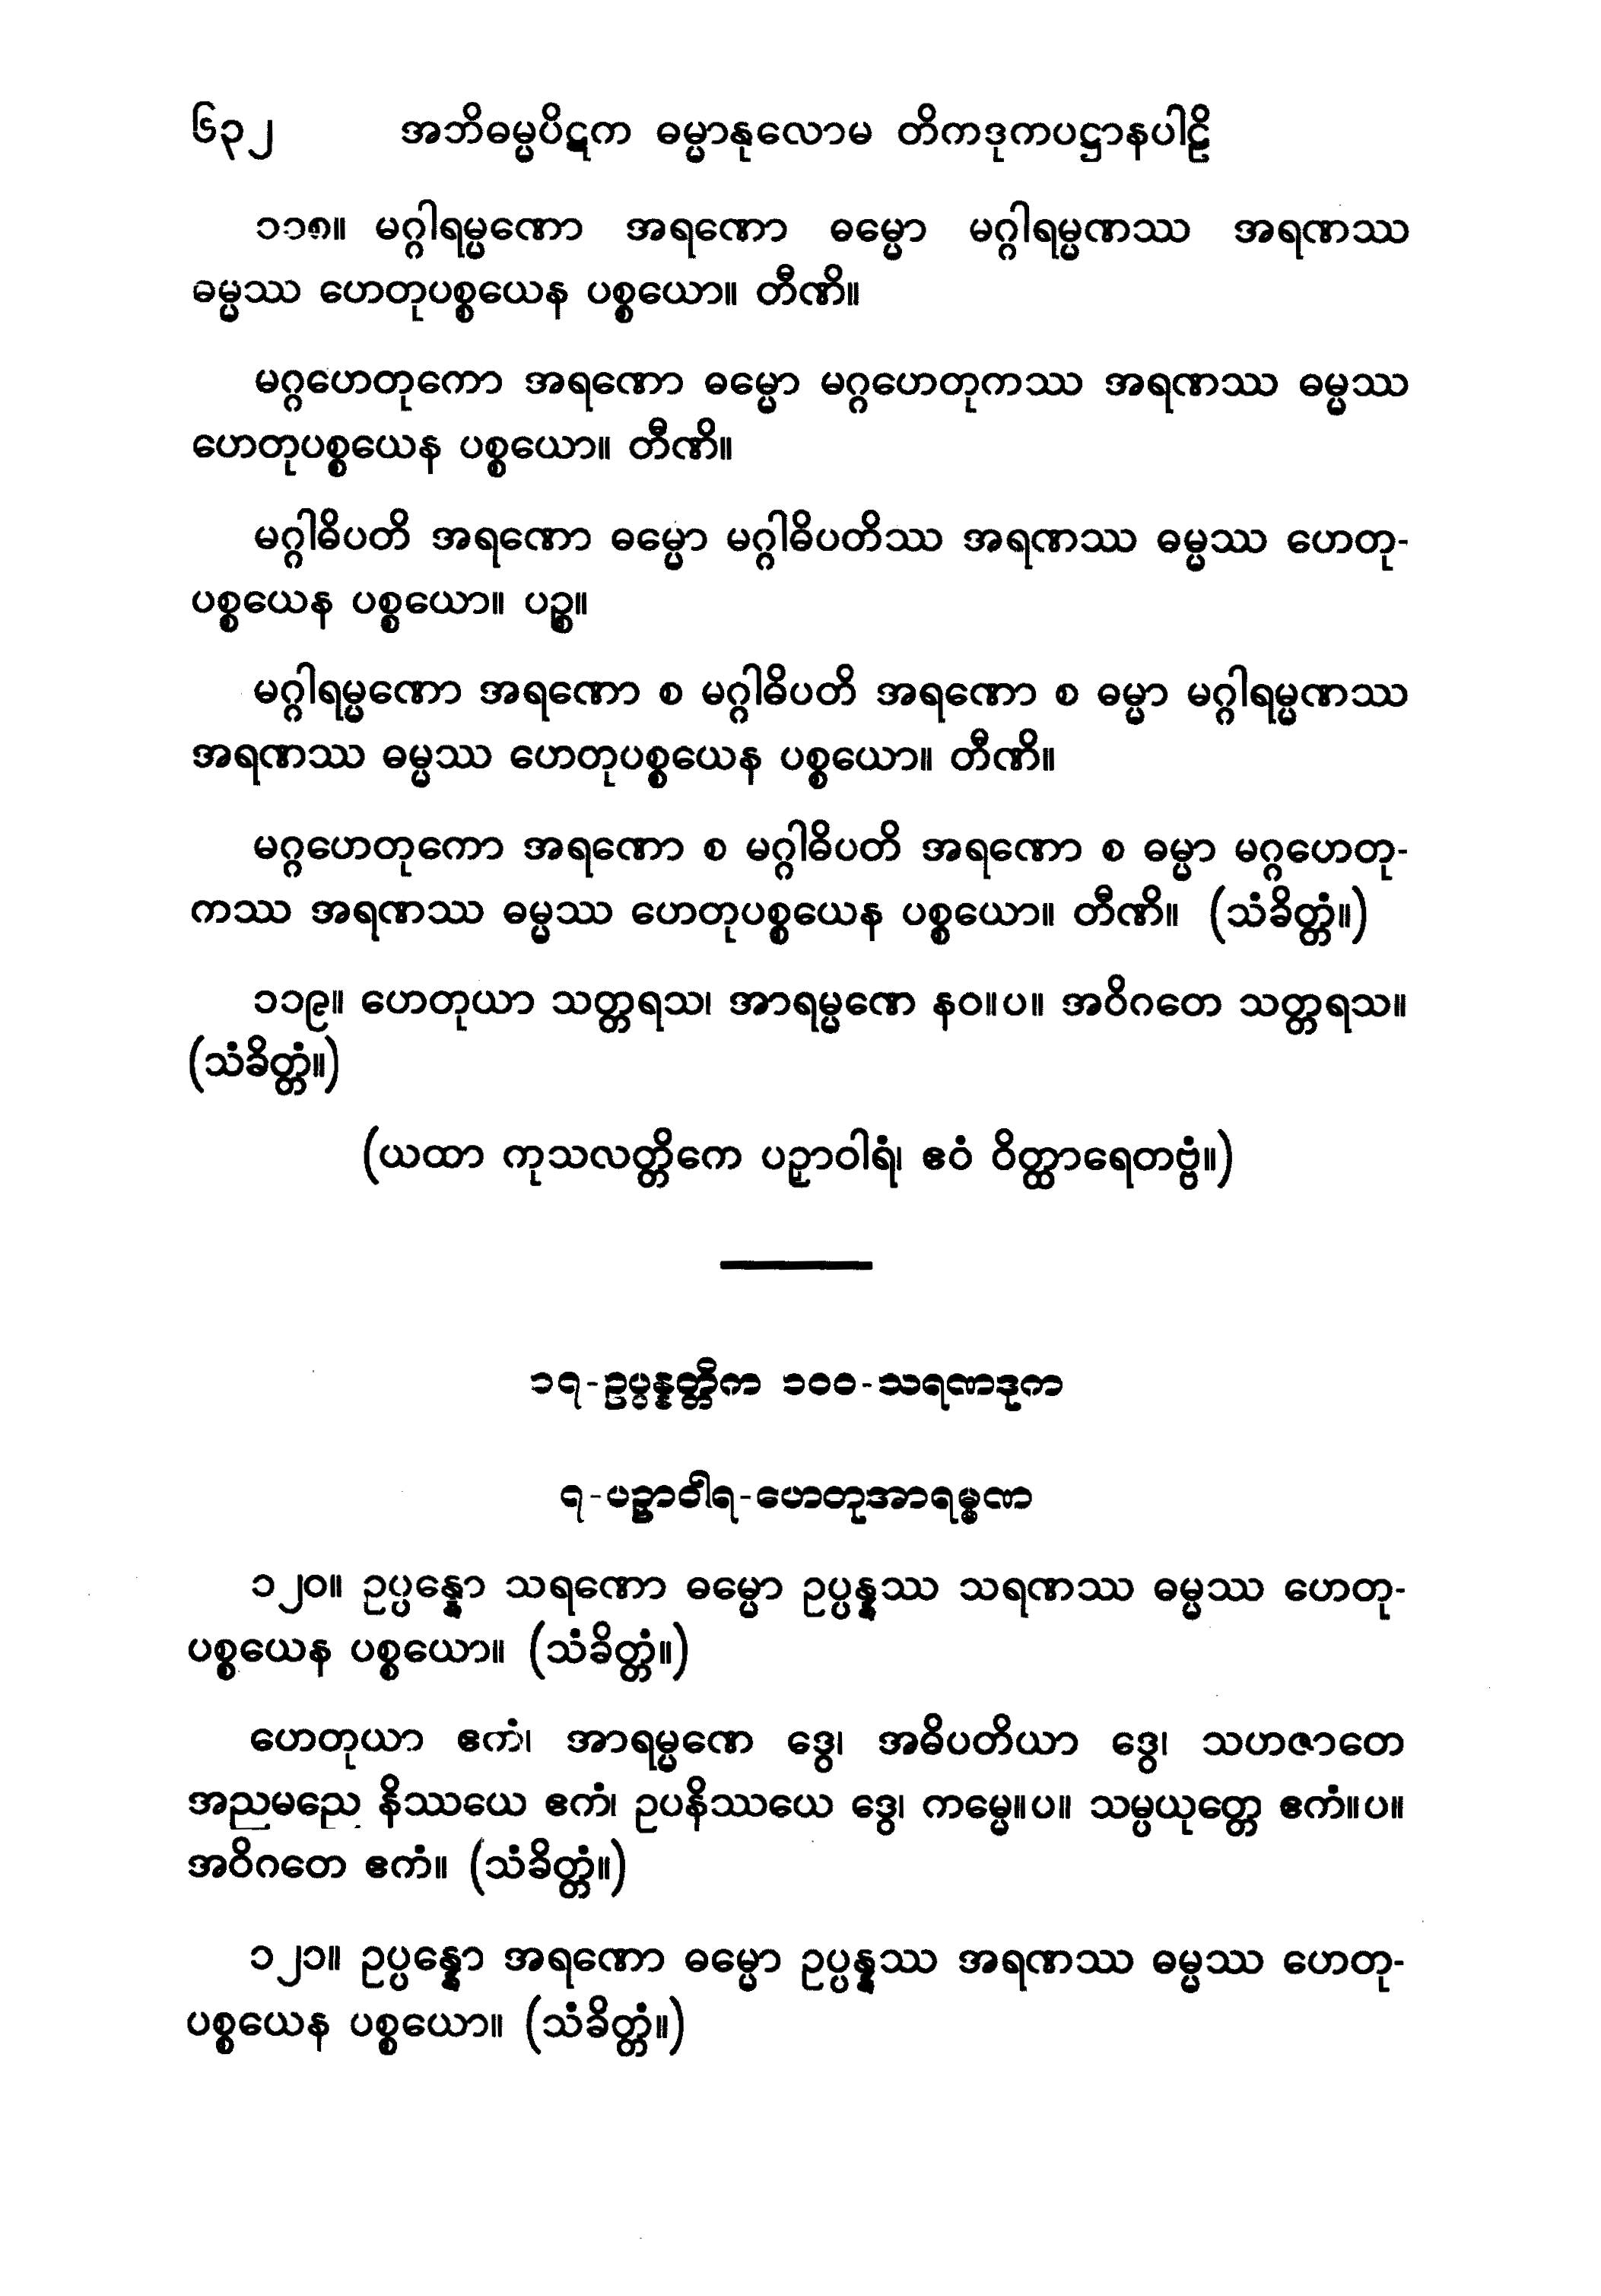 ၆၃၂ အဘိဓမ္မပိဋက ဓမ္မာနုလောမ တိကဒုကပဋ္ဌာနပါဠိ
၁၁၈။ မဂ္ဂါရမ္မဏော အရဏော ဓမ္မော မဂ္ဂါရမ္မဏဿ အရဏဿ
ဓမ္မဿ ဟေတုပစ္စယေန ပစ္စယော။ တီဏိ။
မဂ္ဂဟေတုကော အရဏော ဓမ္မော မဂ္ဂဟေတုကဿ အရဏဿ ဓမ္မဿ
ဟေတုပစ္စယေန ပစ္စယော။ တီဏိ။
မဂ္ဂါဓိပတိ အရဏော ဓမ္မော မဂ္ဂါဓိပတိဿ အရဏဿ ဓမ္မဿ ဟေတု-
ပစ္စယေန ပစ္စယော။ ပဉ္စ။
မဂ္ဂါရမ္မဏော အရဏော စ မဂ္ဂါဓိပတိ အရဏော စ ဓမ္မာ မဂ္ဂါရမ္မဏဿ
အရဏဿ ဓမ္မဿ ဟေတုပစ္စယေန ပစ္စယော။ တီဏိ။
မဂ္ဂဟေတုကော အရဏော စ မဂ္ဂါဓိပတိ အရဏော စ ဓမ္မာ မဂ္ဂဟေတု-
ကဿ အရဏဿ ဓမ္မဿ ဟေတုပစ္စယေန ပစ္စယော။ တီဏိ။ (သံခိတ္တံ။)
၁၁၉။ ဟေတုယာ သတ္တရသ၊ အာရမ္မဏေ နဝ။ပ။ အဝိဂတေ သတ္တရသ။
(သံခိတ္တံ။)
(ယထာ ကုသလတ္တိကေ ပဉှာဝါရံ၊ ဧဝံ ဝိတ္ထာရေတဗ္ဗံ။)
၁၇-ဥပ္ပန္နတ္တိက ၁၀၀-သရဏဒုက
၇-ပဉှာဝါရ-ဟေတုအာရမ္မဏ
၁၂၀။ ဥပ္ပန္နော သရဏော ဓမ္မော ဥပ္ပန္နဿ သရဏဿ ဓမ္မဿ ဟေတု-
ပစ္စယေန ပစ္စယော။ (သံခိတ္တံ။)
ဟေတုယာ ဧကံ၊ အာရမ္မဏေ ဒွေ၊ အဓိပတိယာ ဒွေ၊ သဟဇာတေ
အညမညေ နိဿယေ ဧကံ၊ ဥပနိဿယေ ဒွေ၊ ကမ္မေ။ပ။ သမ္ပယုတ္တေ ဧကံ။ပ။
အဝိဂတေ ဧကံ။ (သံခိတ္တံ။)
၁၂၁။ ဥပ္ပန္နော အရဏော ဓမ္မော ဥပ္ပန္နဿ အရဏဿ ဓမ္မဿ ဟေတု-
ပစ္စယေန ပစ္စယော။ (သံခိတ္တံ။)